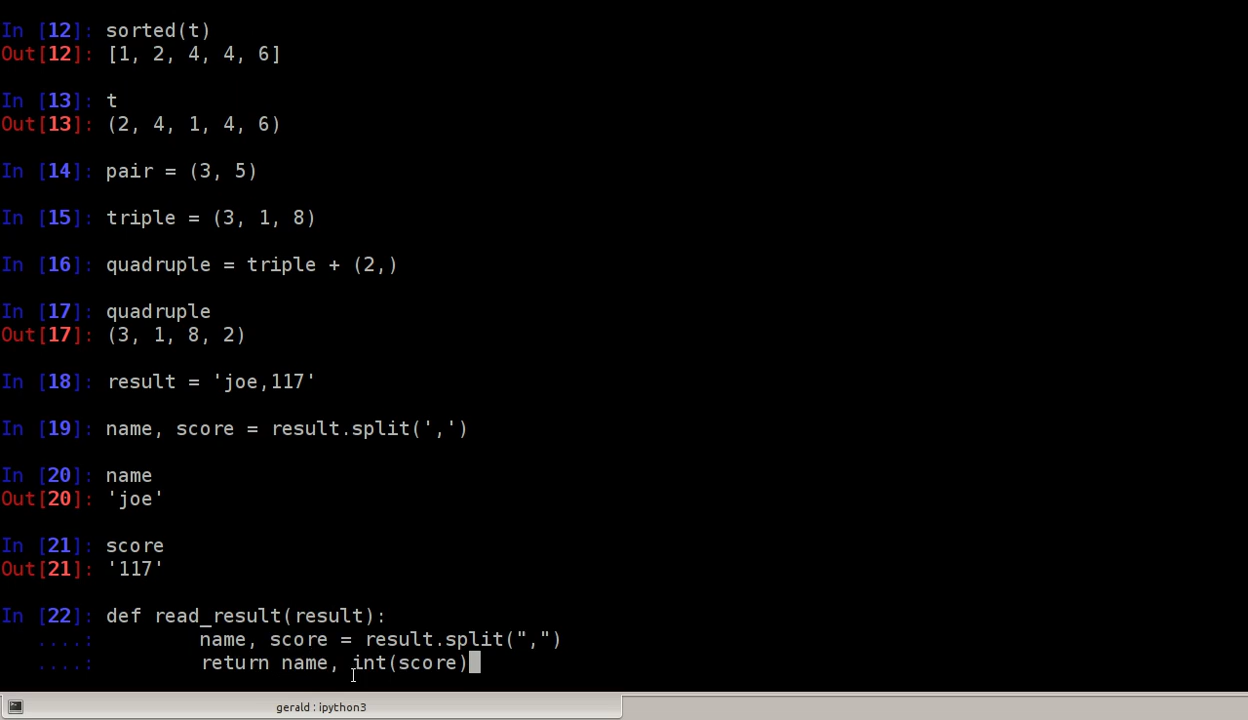 In [12]: sorted(t)
Out[12]: [1, 2, 4, 4, 6]
In [13]: t
Out[13]: (2, 4, 1, 4, 6)
In [14]: pair = (3, 5)
In [15]: triple = (3, 1, 8)
In [16]: quadruple = triple + (2,)
In [17]: quadruple
Out[17]: (3, 1, 8, 2)
In [18]: result = 'joe,117'
In [19]: name, score = result.split(',')
In [20]: name
Out[20]: 'joe'
In [21]: score
Out[21]: '117'
In [22]: def read_result(result):
....:         name, score = result.split(",")
....:         return name, int(score)
gerald : ipython3